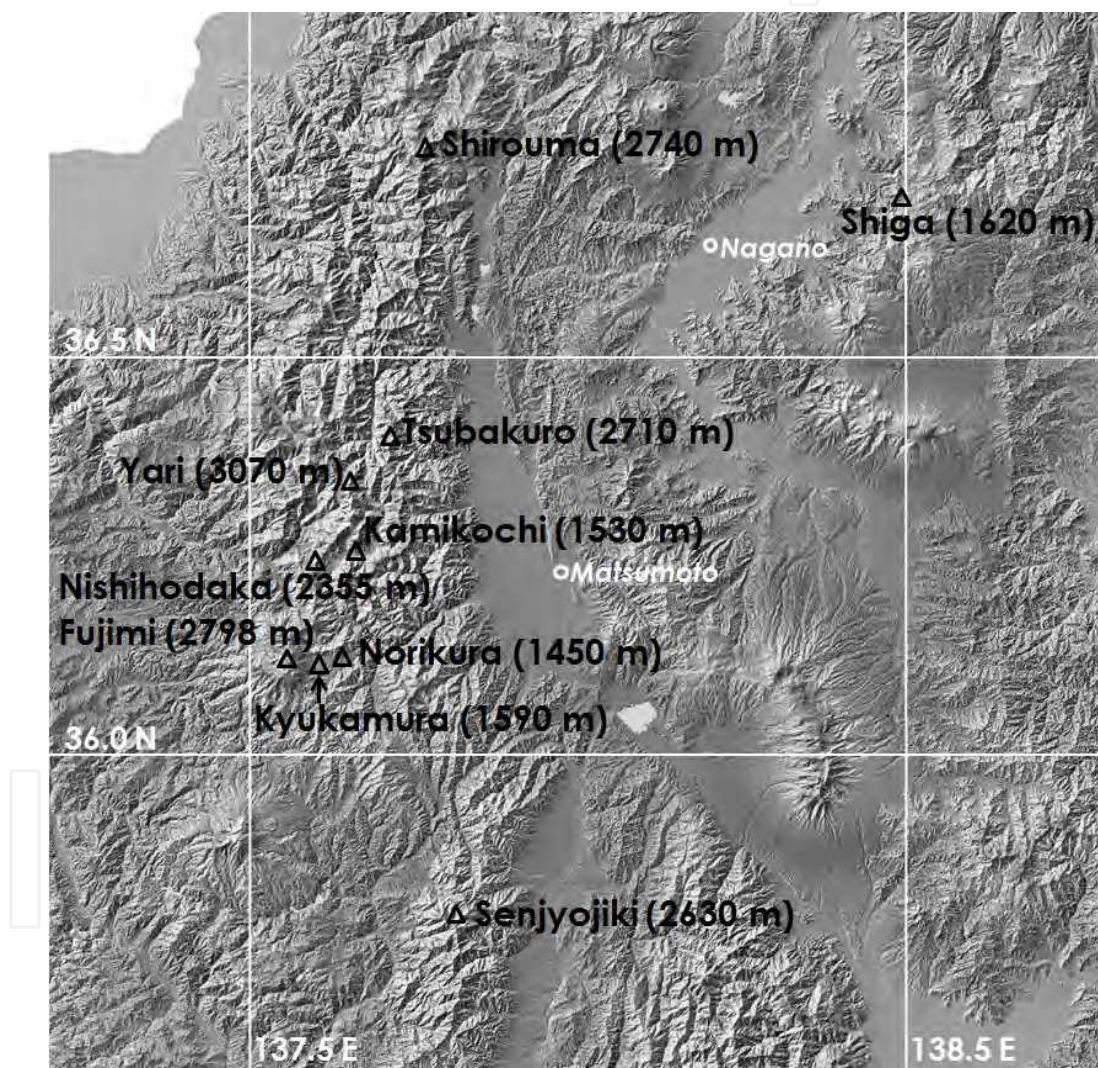 Shirouma (2740 m)
Shiga (1620 m)
Nagano
36.5 N
Tsubakuro (2710 m)
Yari (3070 m)
Kamikochi (1530 m)
Matsumoto
Nishihodaka (2355 m)
Fujimi (2798 m)
Norikura (1450 m)
Kyukamura (1590 m)
36.0 N
Senjyojiki (2630 m)
137.5 E
138.5 E